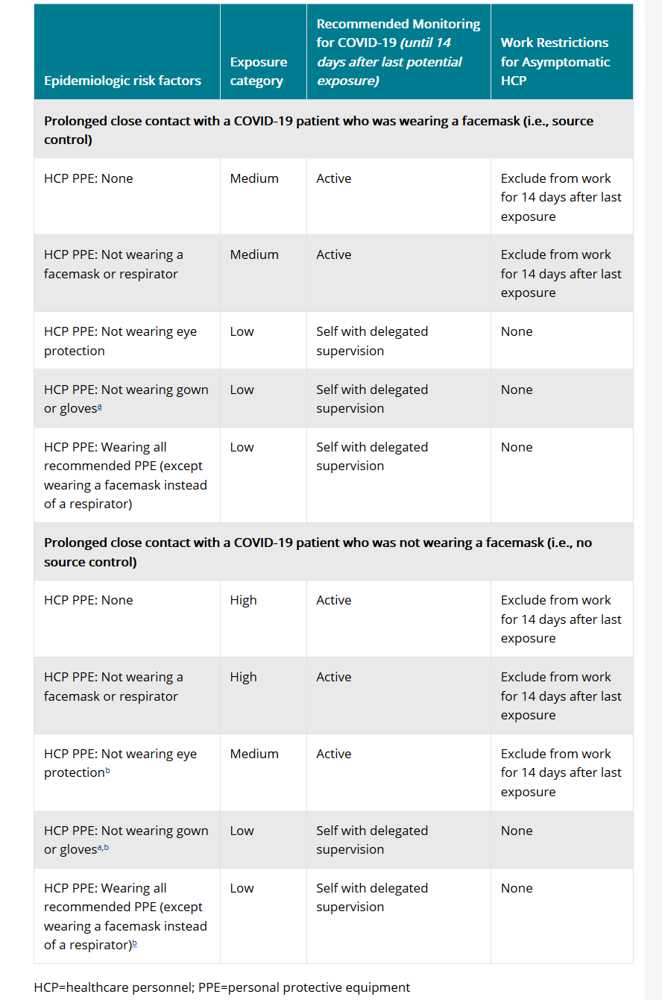 Epidemiologic risk factors
Exposure
category
Recommended Monitoring
for COVID-19 (until 14
days after last potential
exposure)
Work Restrictions
for Asymptomatic
HCP
Prolonged close contact with a COVID-19 patient who was wearing a facemask (i.e., source
control)
HCP PPE: None
Medium
Active
Exclude from work
for 14 days after last
exposure
HCP PPE: Not wearing a
facemask or respirator
Medium
Active
Exclude from work
for 14 days after last
exposure
HCP PPE: Not wearing eye
protection
Low
Self with delegated
supervision
None
HCP PPE: Not wearing gown
or glovesa
Low
Self with delegated
supervision
None
HCP PPE: Wearing all
recommended PPE (except
wearing a facemask instead
of a respirator)
Low
Self with delegated
supervision
None
Prolonged close contact with a COVID-19 patient who was not wearing a facemask (i.e., no
source control)
HCP PPE: None
High
Active
Exclude from work
for 14 days after last
exposure
HCP PPE: Not wearing a
facemask or respirator
High
Active
Exclude from work
for 14 days after last
exposure
HCP PPE: Not wearing eye
protectionb
Medium
Active
Exclude from work
for 14 days after last
exposure
HCP PPE: Not wearing gown
or glovesa,b
Low
Self with delegated
supervision
None
HCP PPE: Wearing all
recommended PPE (except
wearing a facemask instead
of a respirator)b
Low
Self with delegated
supervision
None
HCP=healthcare personnel; PPE=personal protective equipment